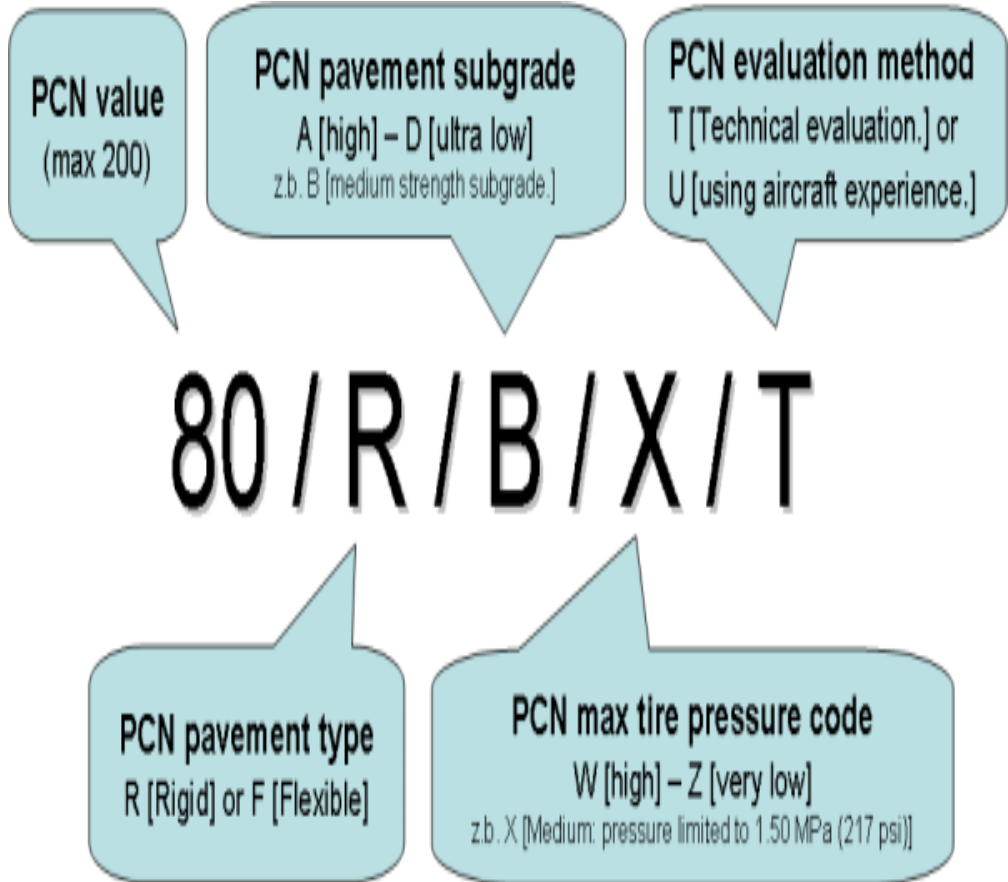 PCN value
(max 200)
PCN pavement subgrade
A [high] – D [ultra low]
z.b. B [medium strength subgrade.]
PCN evaluation method
T [Technical evaluation.] or
U [using aircraft experience.]
80 / R / B / X / T
PCN pavement type
R [Rigid] or F [Flexible]
PCN max tire pressure code
W [high] – Z [very low]
z.b. X [Medium: pressure limited to 1.50 MPa (217 psi)]